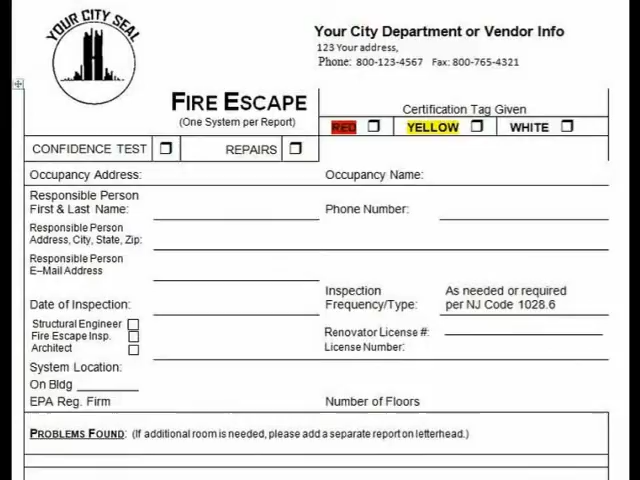 YOUR CITY SEAL
Your City Department or Vendor Info
123 Your address,
Phone: 800-123-4567 Fax: 800-765-4321
FIRE ESCAPE
(One System per Report)
Certification Tag Given
RED YELLOW WHITE
CONFIDENCE TEST REPAIRS
Occupancy Address: Occupancy Name:
Responsible Person
First & Last Name: Phone Number:
Responsible Person
Address, City, State, Zip:
Responsible Person
E–Mail Address
Inspection As needed or required
Date of Inspection: Frequency/Type: per NJ Code 1028.6
Structural Engineer
Fire Escape Insp. Renovator License #:
Architect License Number:
System Location:
On Bldg
EPA Reg. Firm Number of Floors
PROBLEMS FOUND: (If additional room is needed, please add a separate report on letterhead.)